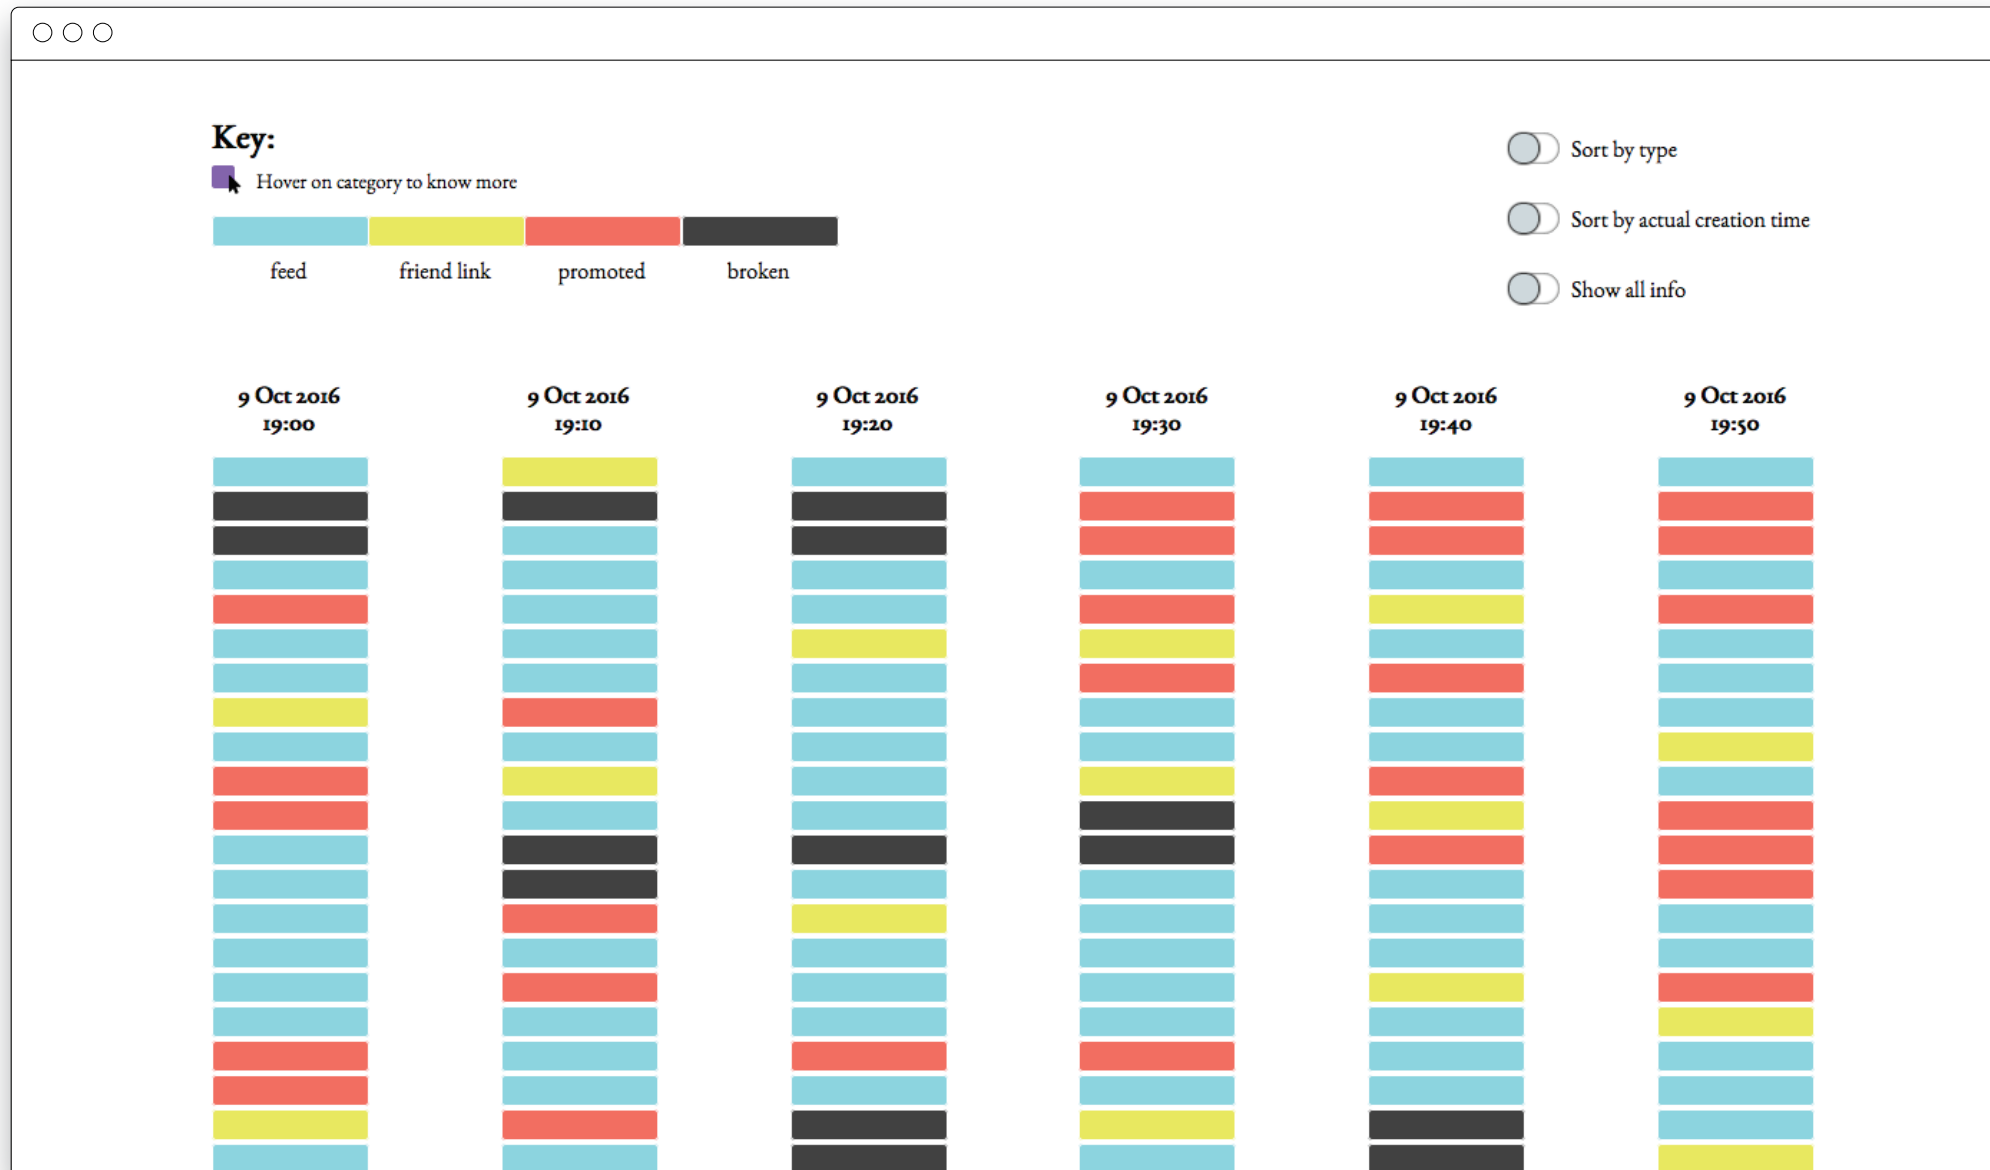 Key:
Hover on category to know more
feed friend link promoted broken
Sort by type
Sort by actual creation time
Show all info
9 Oct 2016 9 Oct 2016 9 Oct 2016 9 Oct 2016 9 Oct 2016 9 Oct 2016
19:00 19:10 19:20 19:30 19:40 19:50